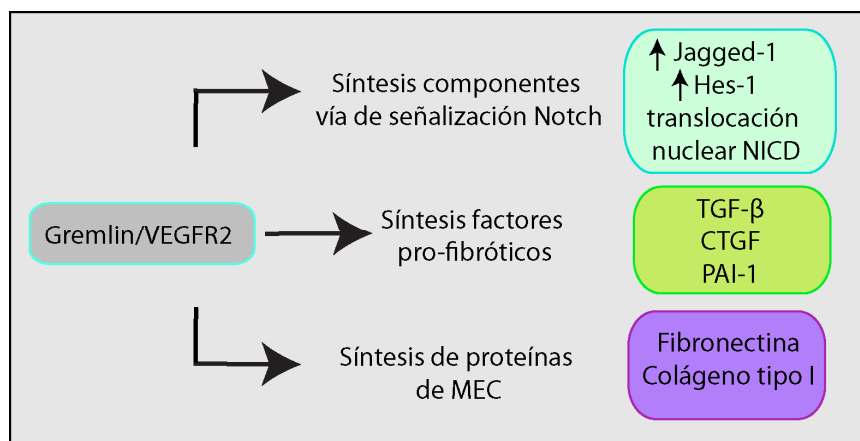 Síntesis componentes
vía de señalización Notch
↑ Jagged-1
↑ Hes-1
translocación
nuclear NICD
Gremlin/VEGFR2
Síntesis factores
pro-fibróticos
TGF-β
CTGF
PAI-1
Síntesis de proteínas
de MEC
Fibronectina
Colágeno tipo I